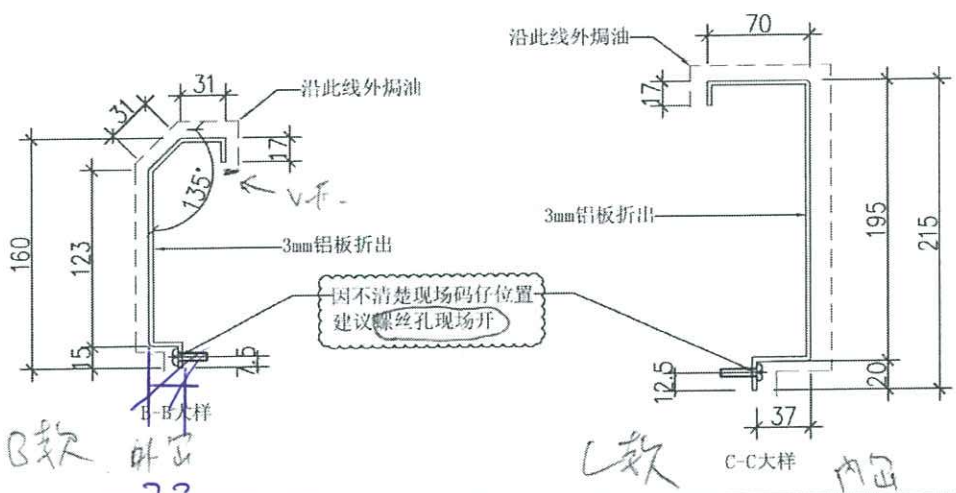 沿此线外焗油
70
31
沿此线外焗油
17
31
17
135°
3mm铝板折出
3mm铝板折出
160
123
195
215
因不清楚现场码仔位置
建议螺丝孔现场开
15
7.5
12.5
20
37
B-B大样
C-C大样
B款
C款